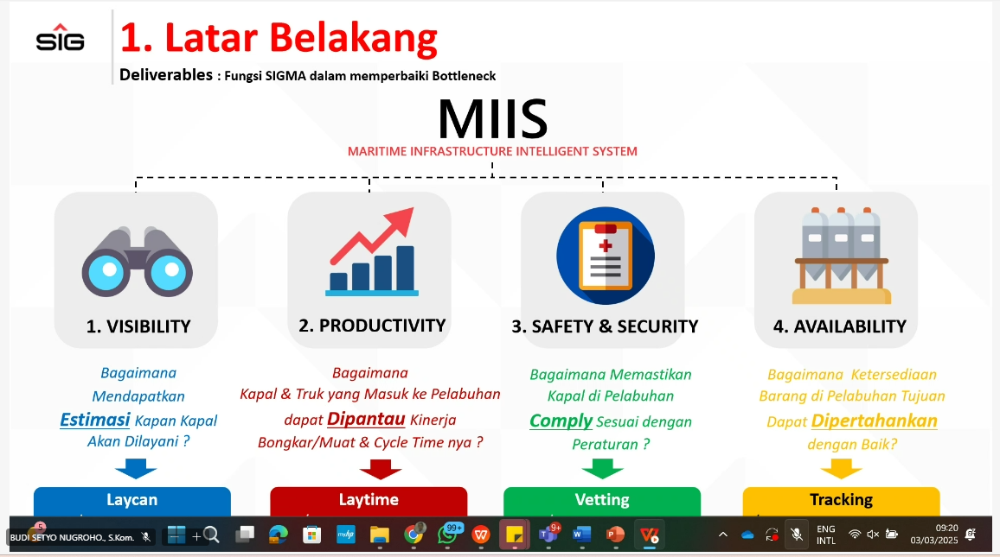 SIG
1. Latar Belakang
Deliverables : Fungsi SIGMA dalam memperbaiki Bottleneck
MIIS
MARITIME INFRASTRUCTURE INTELLIGENT SYSTEM
1. VISIBILITY
Bagaimana
Mendapatkan
Estimasi Kapan Kapal
Akan Dilayani ?
Laycan
2. PRODUCTIVITY
Bagaimana
Kapal & Truk yang Masuk ke Pelabuhan
dapat Dipantau Kinerja
Bongkar/Muat & Cycle Time nya ?
Laytime
3. SAFETY & SECURITY
Bagaimana Memastikan
Kapal di Pelabuhan
Comply Sesuai dengan
Peraturan ?
Vetting
4. AVAILABILITY
Bagaimana Ketersediaan
Barang di Pelabuhan Tujuan
Dapat Dipertahankan
dengan Baik?
Tracking
BUDI SETYO NUGROHO., S.Kom.
5
myhp
99+
9+
W
P
ENG
INTL
09:20
03/03/2025